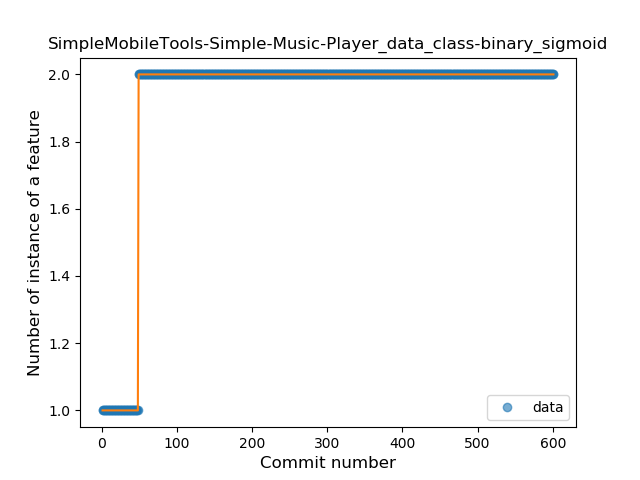 SimpleMobileTools-Simple-Music-Player_data_class-binary_sigmoid
Number of instance of a feature
2.0
1.8
1.6
1.4
1.2
1.0
data
0 100 200 300 400 500 600
Commit number